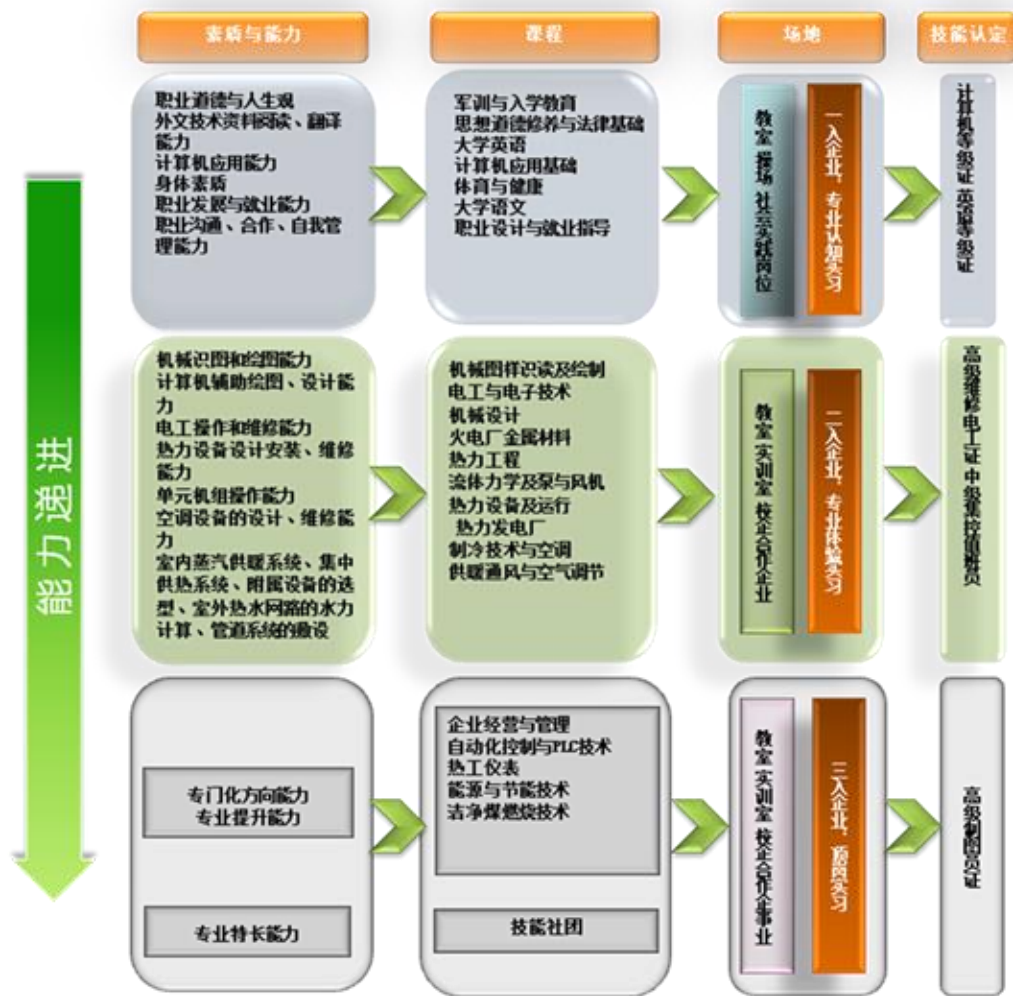 素质与能力
课程
场地
技能认定
能力递进
职业道德与人生观
外文技术资料阅读、翻译
能力
计算机应用能力
身体素质
职业发展与就业能力
职业沟通、合作、自我管
理能力
军训与入学教育
思想道德修养与法律基础
大学英语
计算机应用基础
体育与健康
大学语文
职业设计与就业指导
教室 操场 社会实践岗位
一入企业，专业认知实习
计算机等级证 英语等级证
机械识图和绘图能力
计算机辅助绘图、设计能
力
电工操作和维修能力
热力设备设计安装、维修
能力
单元机组操作能力
空调设备的设计、维修能
力
室内蒸汽供暖系统、集中
供热系统、附属设备的选
型、室外热水网路的水力
计算、管道系统的敷设
机械图样识读及绘制
电工与电子技术
机械设计
火电厂金属材料
热力工程
流体力学及泵与风机
热力设备及运行
热力发电厂
制冷技术与空调
供暖通风与空气调节
教室 实训室 校企合作企业
二入企业，专业体验实习
高级维修电工证 中级集控值班员
专门化方向能力
专业提升能力
专业特长能力
企业经营与管理
自动化控制与PLC技术
热工仪表
能源与节能技术
洁净煤燃烧技术
技能社团
教室 实训室 校企合作企事业
三入企业，顶岗实习
高级制图员证